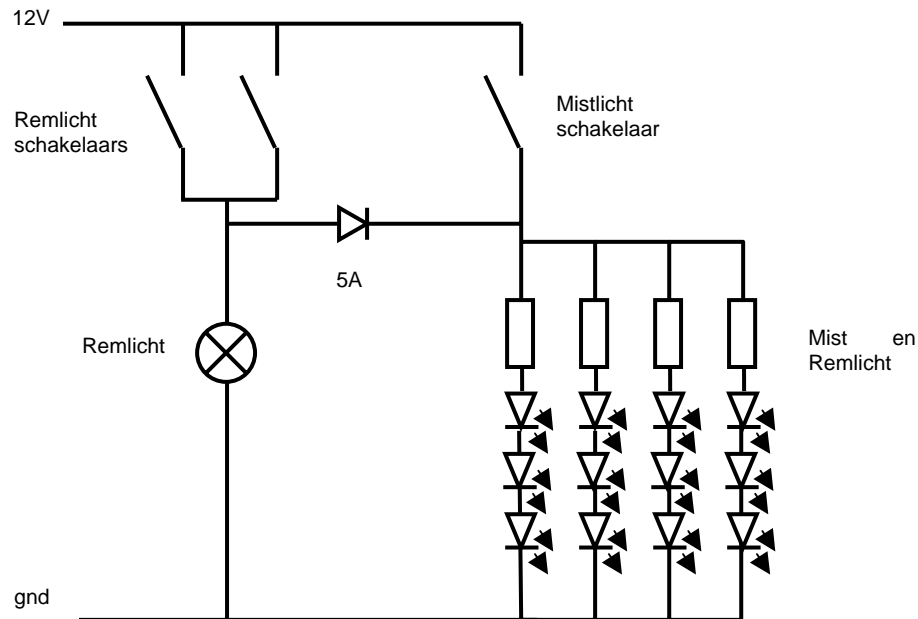 12V
Remlicht
schakelaars
Mistlicht
schakelaar
5A
Remlicht
Mist en
Remlicht
gnd